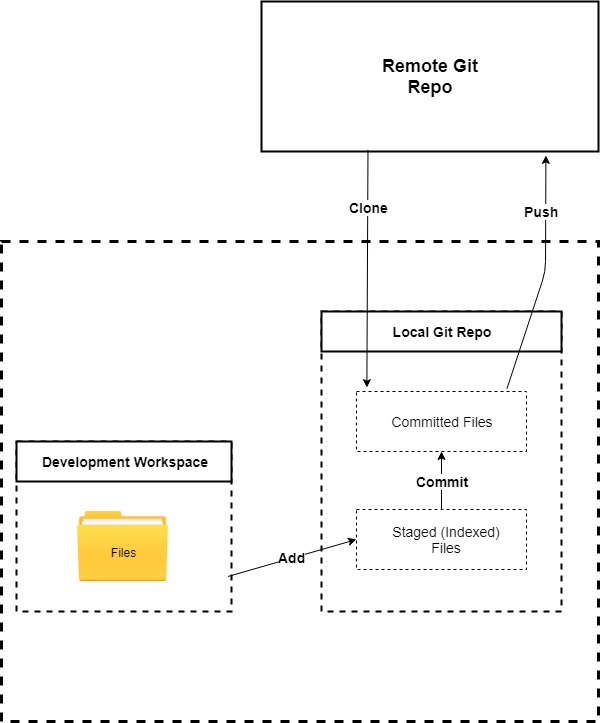 Remote Git
Repo
Clone
Push
Local Git Repo
Committed Files
Development Workspace
Commit
Staged (Indexed)
Files
Files
Add